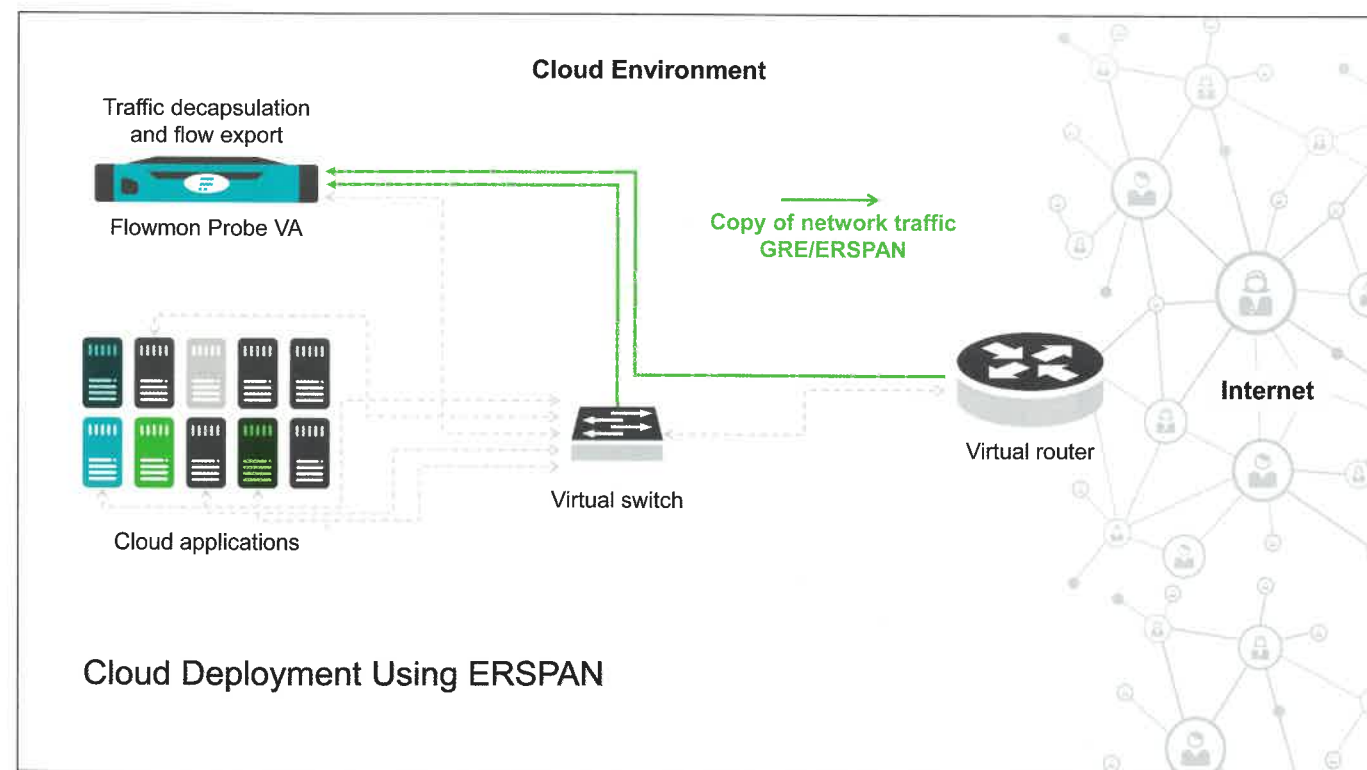 Cloud Environment
Traffic decapsulation
and flow export
Flowmon Probe VA
Copy of network traffic
GRE/ERSPAN
Internet
Virtual router
Virtual switch
Cloud applications
Cloud Deployment Using ERSPAN